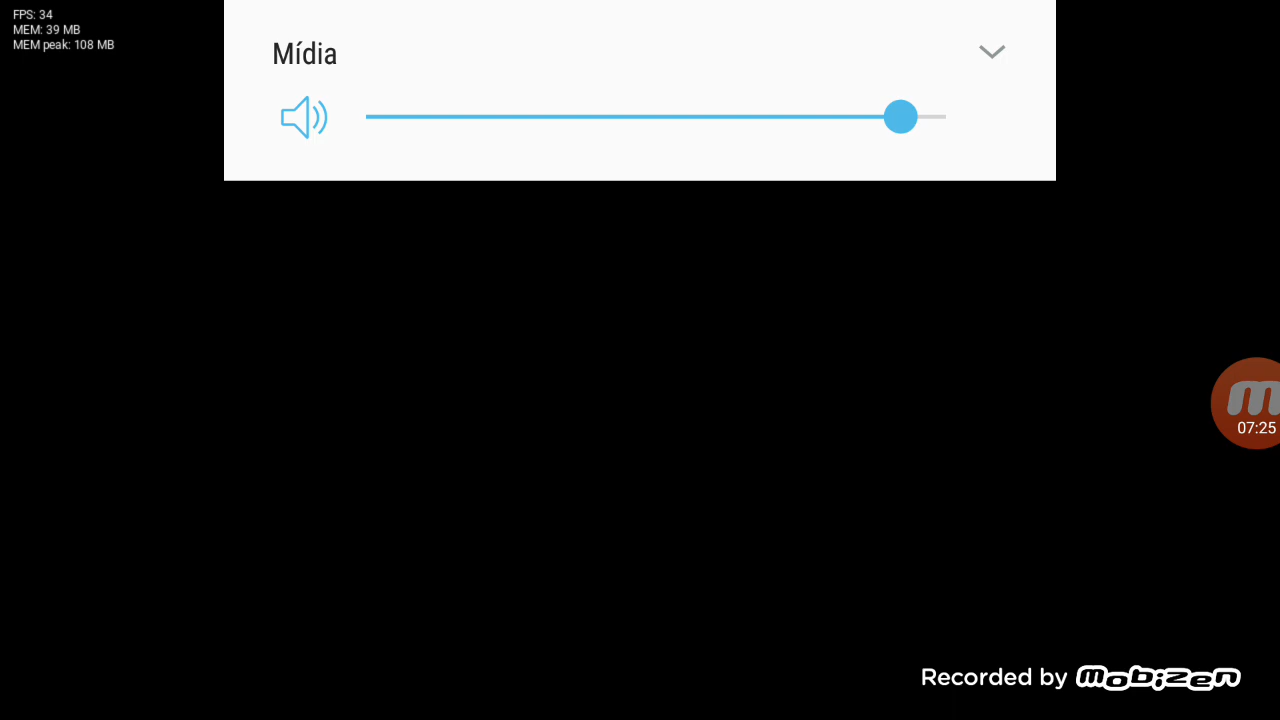 FPS: 34
MEM: 39 MB
MEM peak: 108 MB
Mídia
07:25
Recorded by mobizen